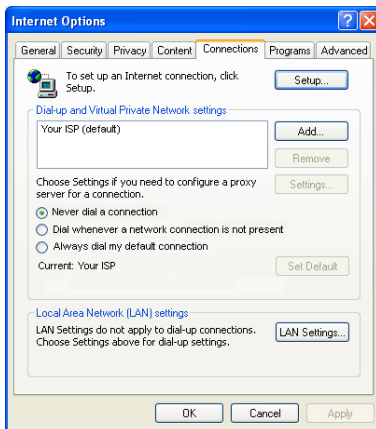 Internet Options
General Security Privacy Content Connections Programs Advanced
To set up an Internet connection, click
Setup.
Setup...
Dial-up and Virtual Private Network settings
Your ISP (default)
Add...
Remove
Choose Settings if you need to configure a proxy
server for a connection.
Settings...
Never dial a connection
Dial whenever a network connection is not present
Always dial my default connection
Current: Your ISP
Set Default
Local Area Network (LAN) settings
LAN Settings do not apply to dial-up connections.
Choose Settings above for dial-up settings.
LAN Settings...
OK Cancel Apply